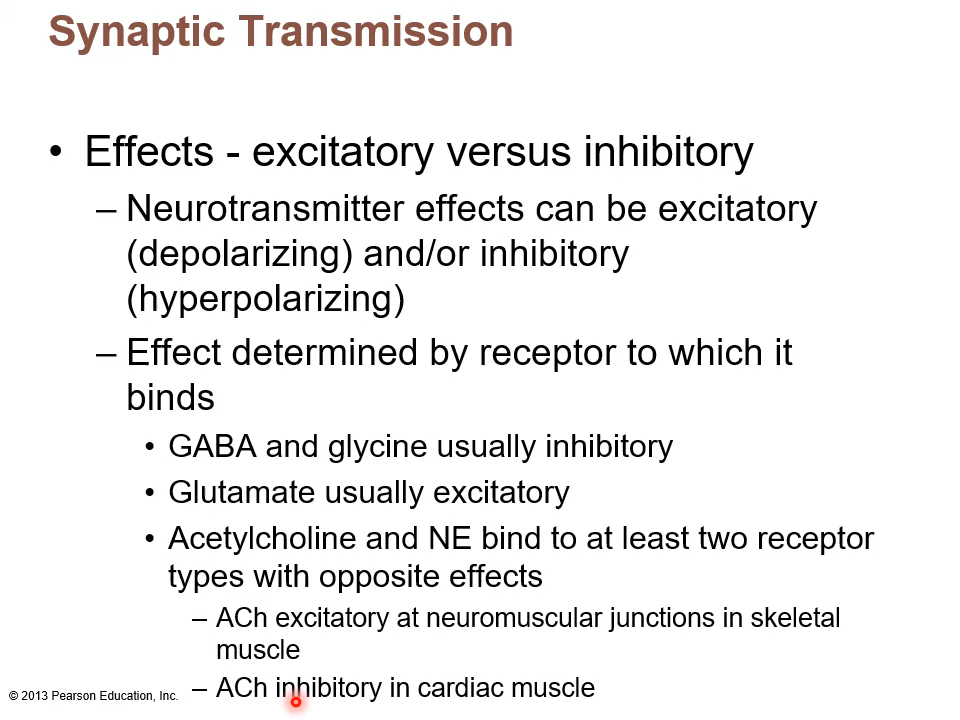 Synaptic Transmission
• Effects - excitatory versus inhibitory
– Neurotransmitter effects can be excitatory
(depolarizing) and/or inhibitory
(hyperpolarizing)
– Effect determined by receptor to which it
binds
• GABA and glycine usually inhibitory
• Glutamate usually excitatory
• Acetylcholine and NE bind to at least two receptor
types with opposite effects
– ACh excitatory at neuromuscular junctions in skeletal
muscle
– ACh inhibitory in cardiac muscle
© 2013 Pearson Education, Inc.